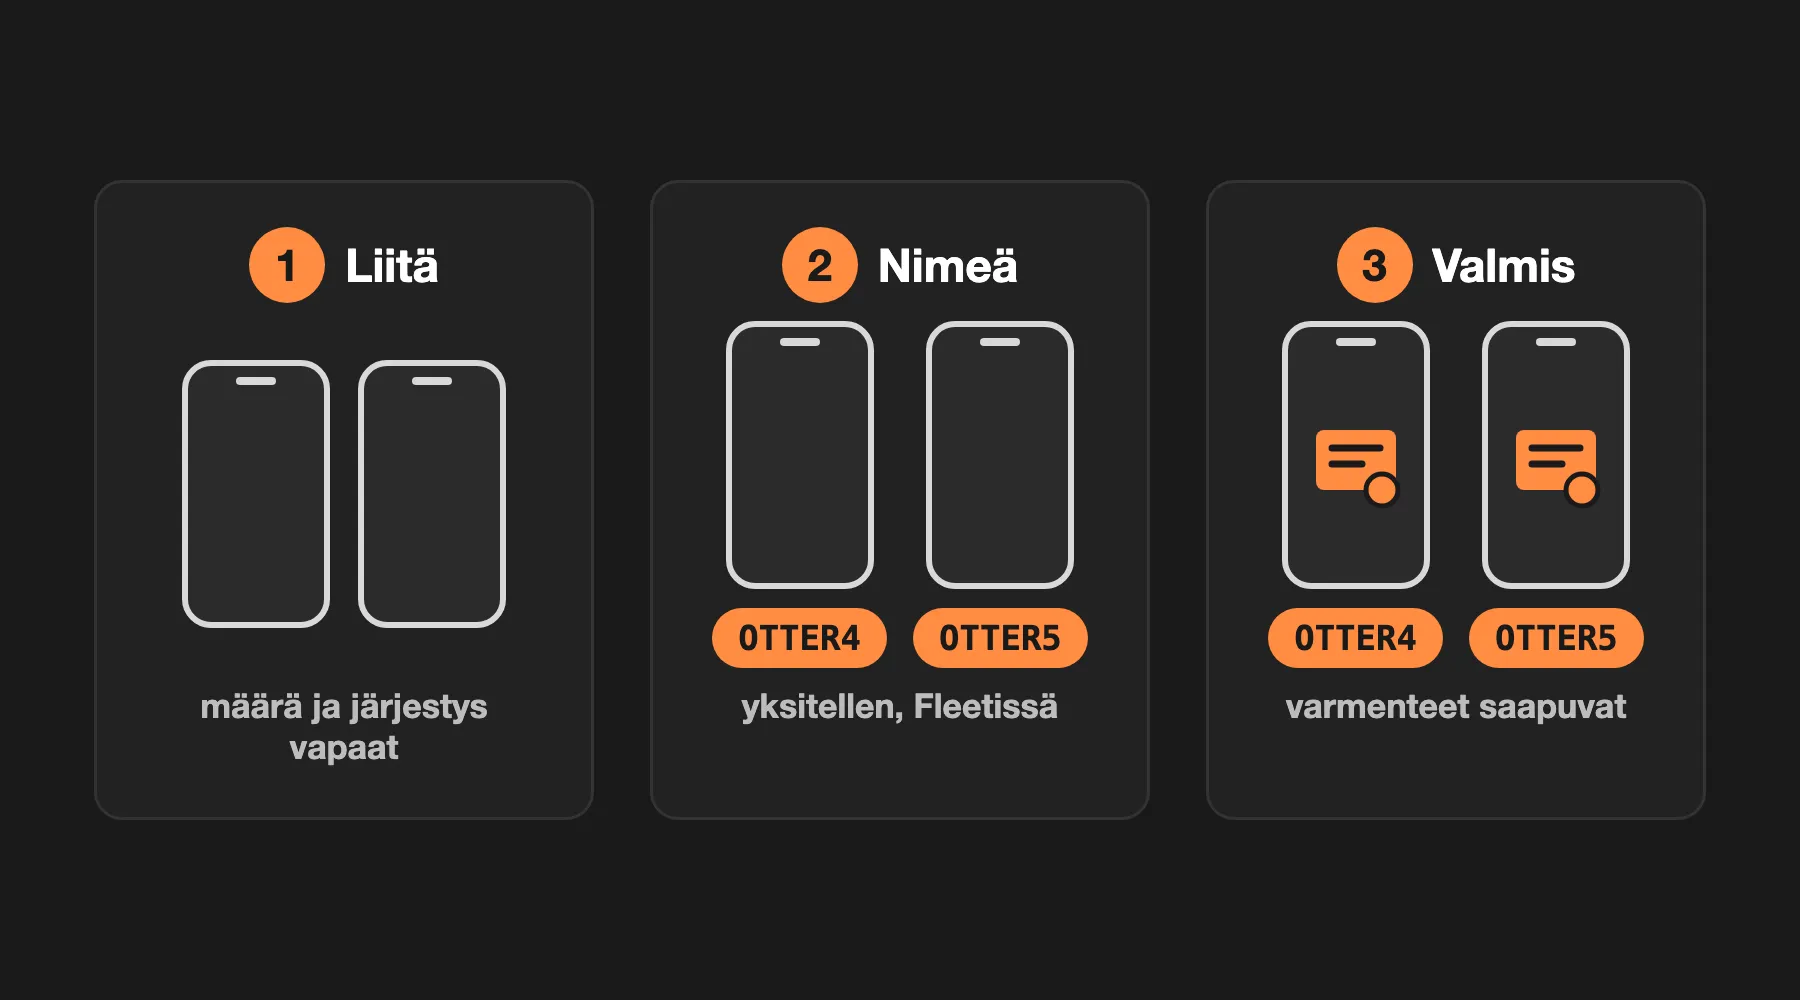 1 Liitä
määrä ja järjestys
vapaat
2 Nimeä
OTTER4 OTTER5
yksitellen, Fleetissä
3 Valmis
OTTER4 OTTER5
varmenteet saapuvat